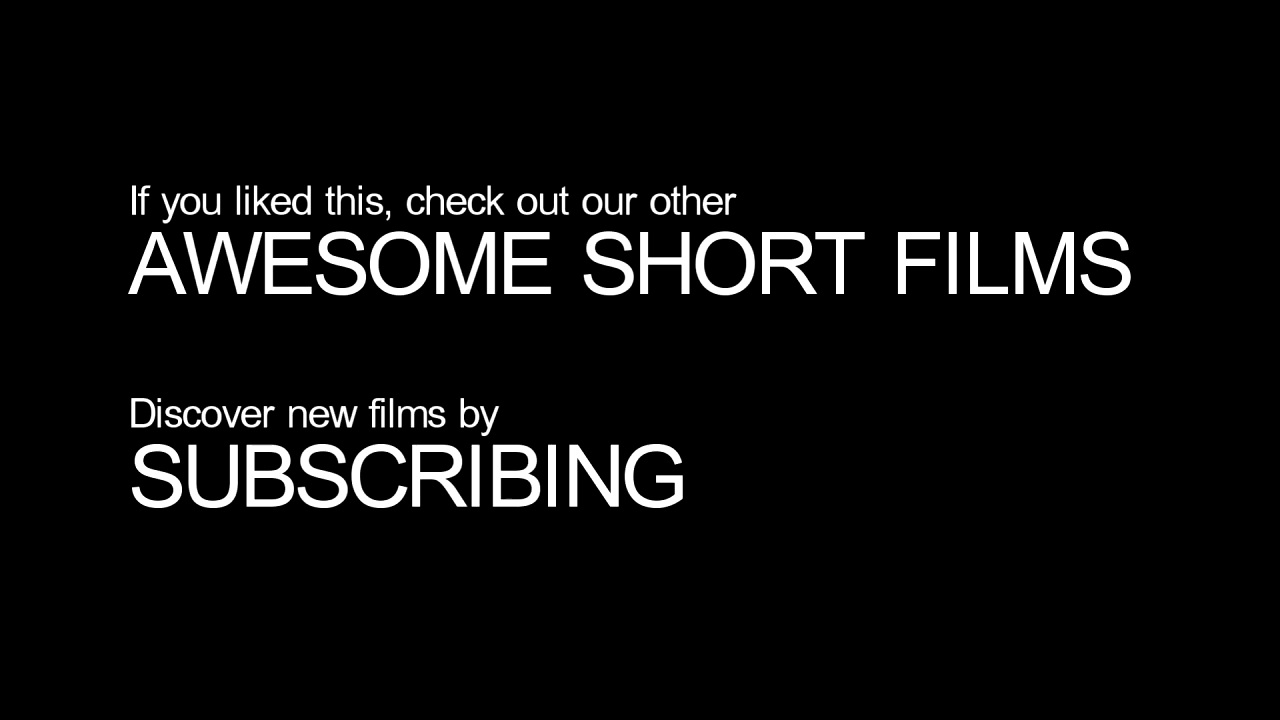 If you liked this, check out our other
AWESOME SHORT FILMS
Discover new films by
SUBSCRIBING